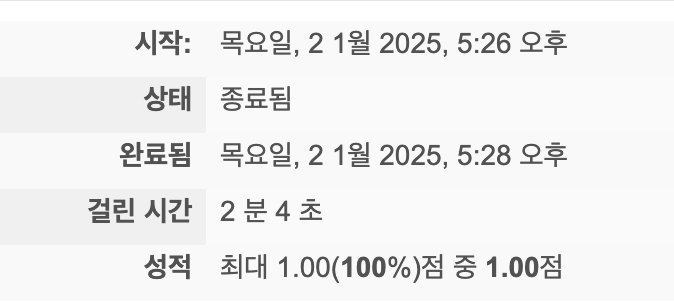 시작: 목요일, 2 1월 2025, 5:26 오후
상태 종료됨
완료됨 목요일, 2 1월 2025, 5:28 오후
걸린 시간 2 분 4 초
성적 최대 1.00(100%)점 중 1.00점